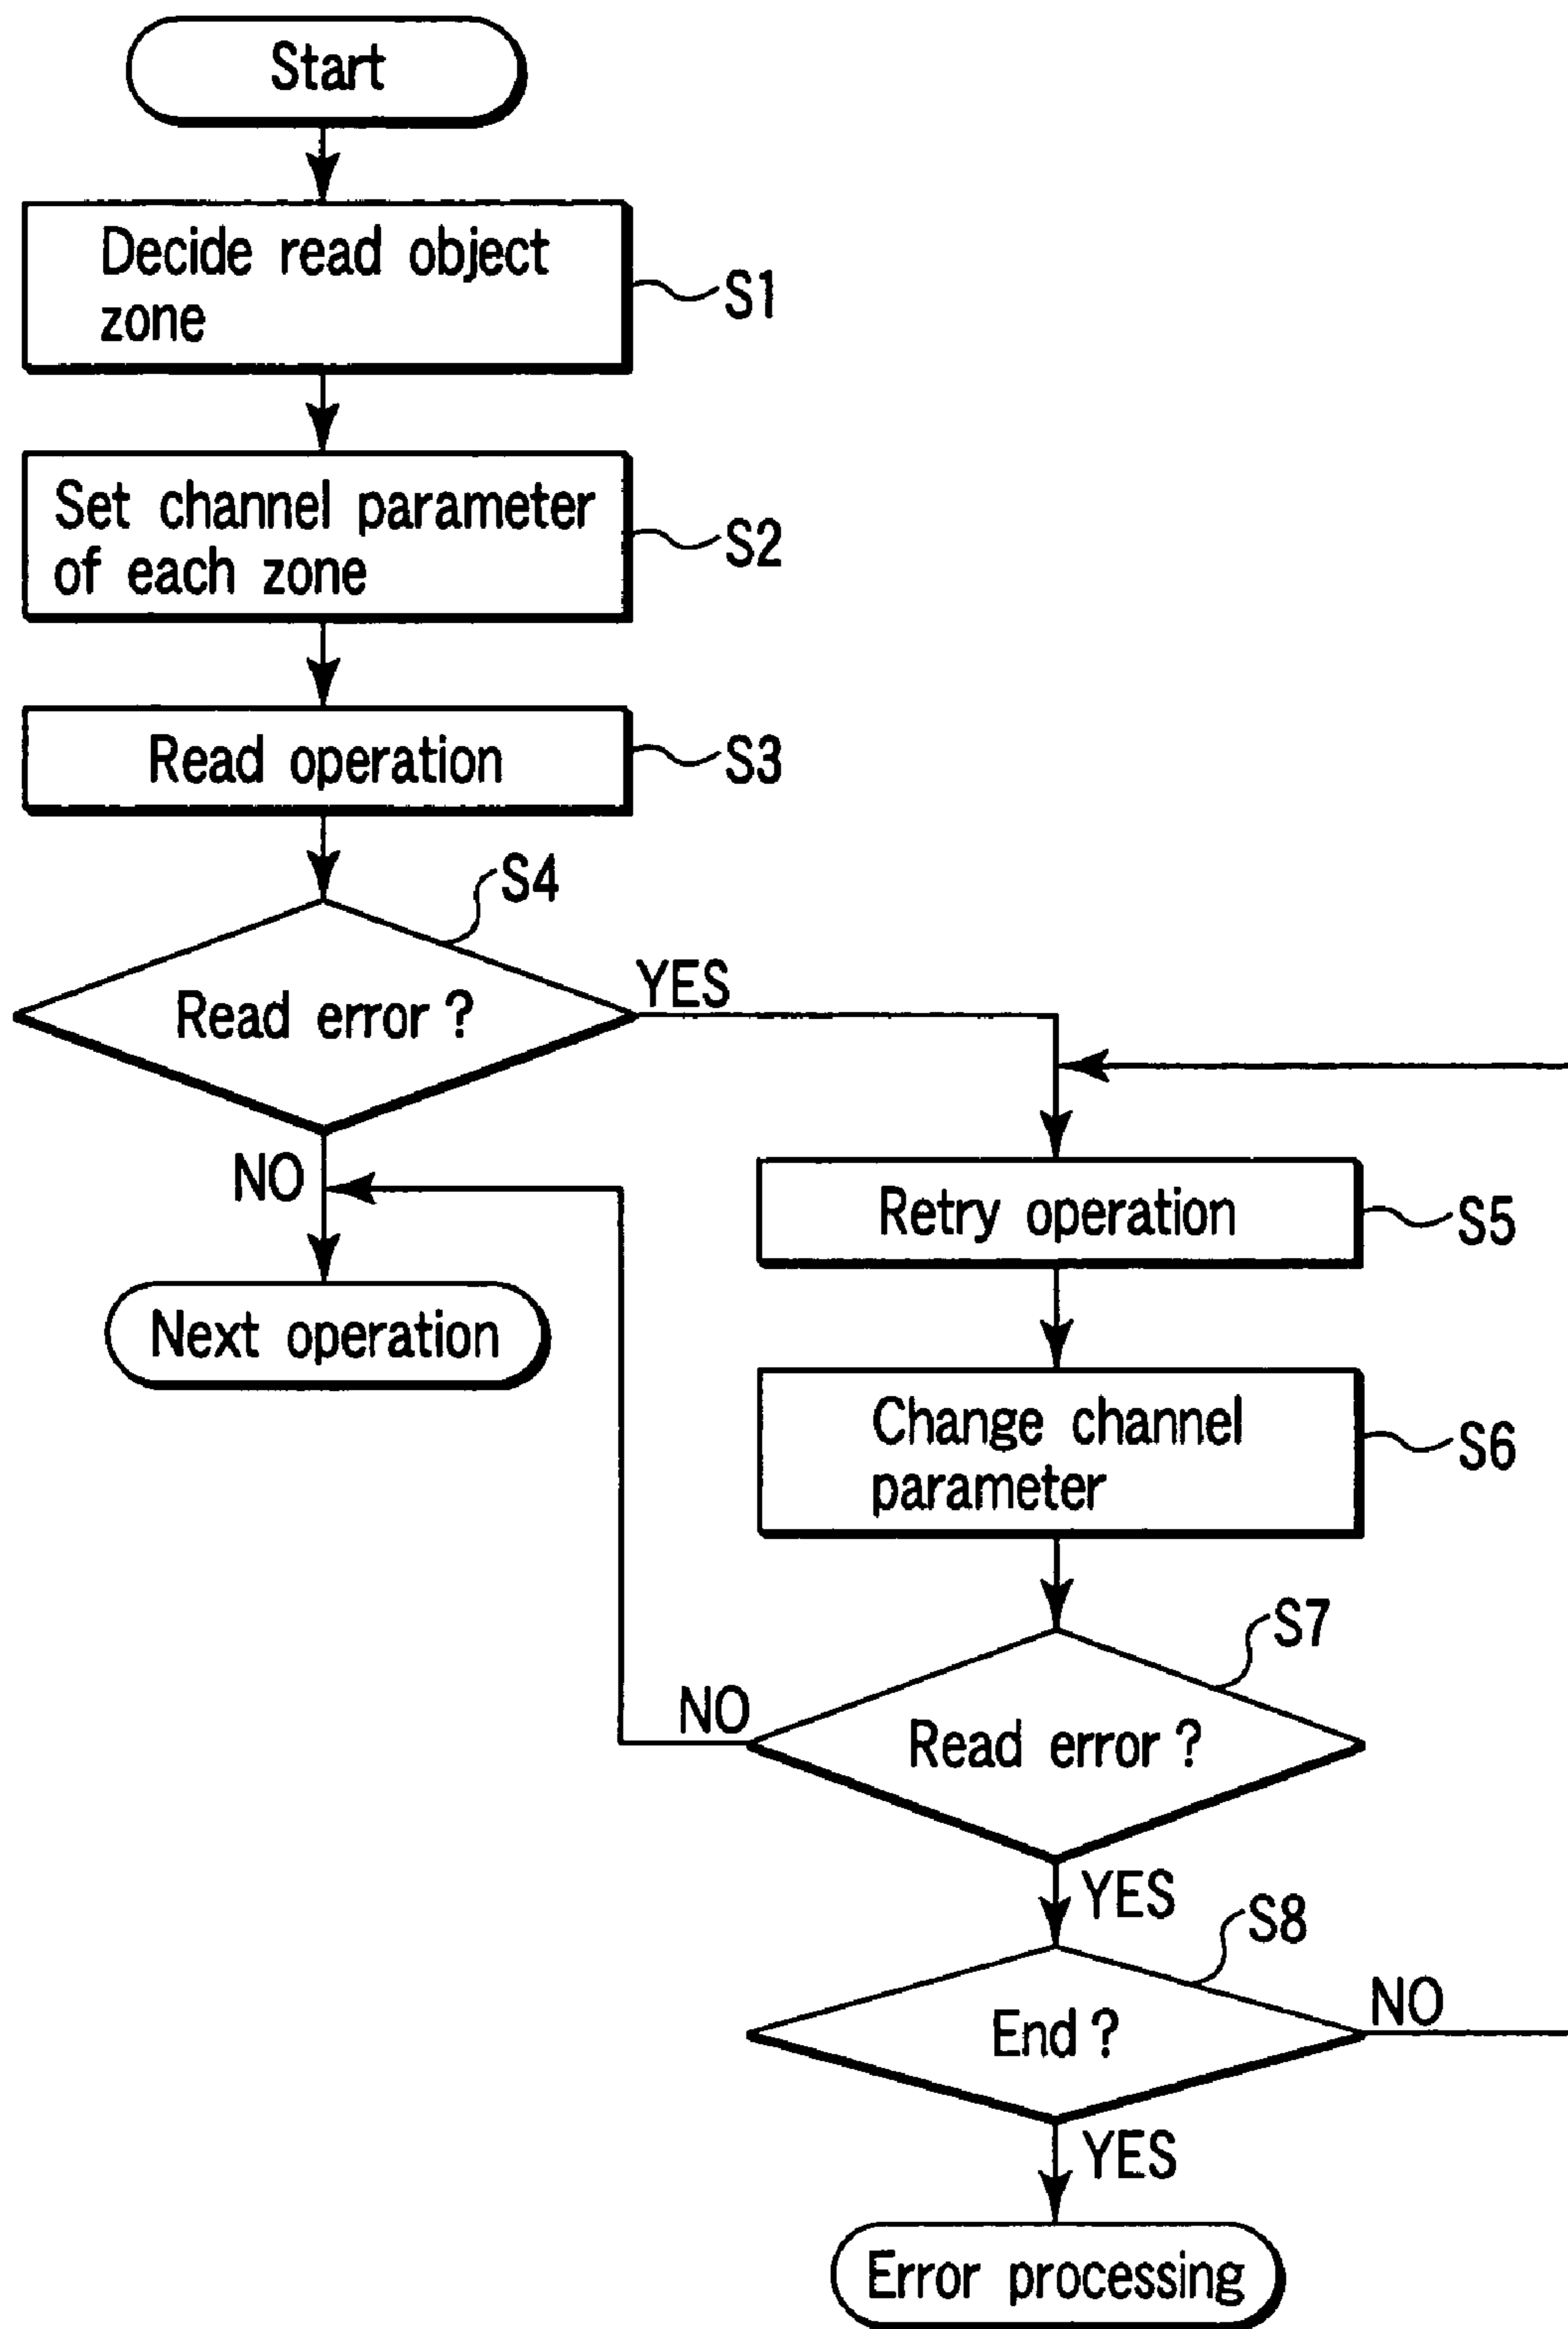 Start
Decide read object
zone
S1
Set channel parameter
of each zone
S2
Read operation
S3
S4
Read error ?
YES
NO
Next operation
Retry operation
S5
Change channel
parameter
S6
S7
Read error ?
NO
YES
S8
End ?
NO
YES
Error processing